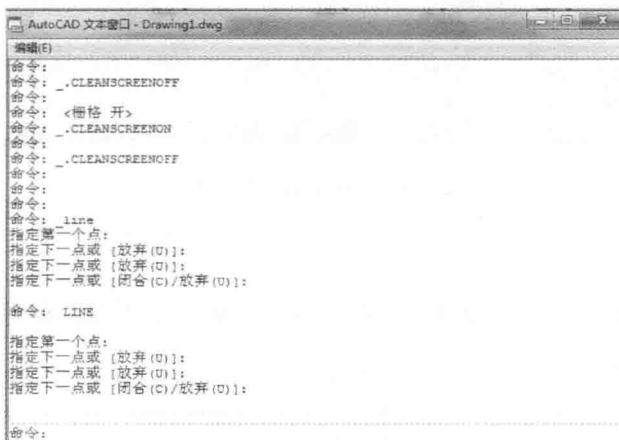 AutoCAD 文本窗口 - Drawing1.dwg
编辑(E)
命令:
命令: _.CLEANSCREENOFF
命令:
命令: <栅格 开>
命令: _.CLEANSCREENON
命令:
命令: _.CLEANSCREENOFF
命令:
命令:
命令:
命令: _line
指定第一个点:
指定下一点或 [放弃(U)]:
指定下一点或 [放弃(U)]:
指定下一点或 [闭合(C)/放弃(U)]:
命令: LINE
指定第一个点:
指定下一点或 [放弃(U)]:
指定下一点或 [放弃(U)]:
指定下一点或 [闭合(C)/放弃(U)]:
命令: